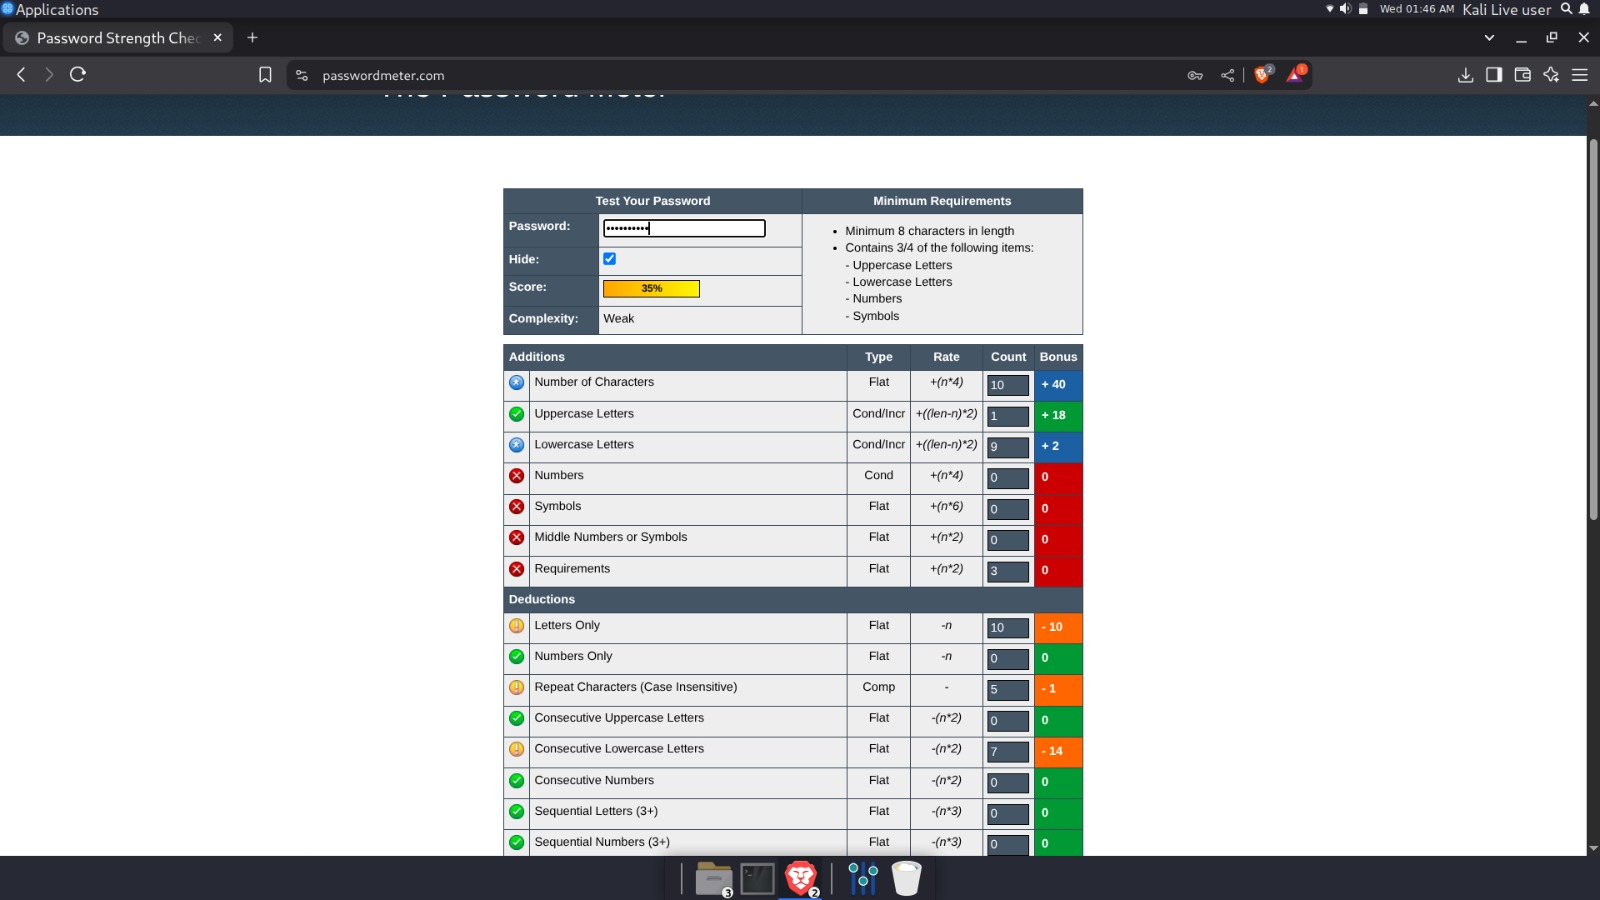 Applications
Wed 01:46 AM Kali Live user
Password Strength Che
passwordmeter.com
2
1
Test Your Password Minimum Requirements
Password: ••••••••••
Hide:
Score: 35%
Complexity: Weak
• Minimum 8 characters in length
• Contains 3/4 of the following items:
- Uppercase Letters
- Lowercase Letters
- Numbers
- Symbols
Additions Type Rate Count Bonus
Number of Characters Flat +(n*4) 10 + 40
Uppercase Letters Cond/Incr +((len-n)*2) 1 + 18
Lowercase Letters Cond/Incr +((len-n)*2) 9 + 2
Numbers Cond +(n*4) 0 0
Symbols Flat +(n*6) 0 0
Middle Numbers or Symbols Flat +(n*2) 0 0
Requirements Flat +(n*2) 3 0
Deductions
Letters Only Flat -n 10 - 10
Numbers Only Flat -n 0 0
Repeat Characters (Case Insensitive) Comp - 5 - 1
Consecutive Uppercase Letters Flat -(n*2) 0 0
Consecutive Lowercase Letters Flat -(n*2) 7 - 14
Consecutive Numbers Flat -(n*2) 0 0
Sequential Letters (3+) Flat -(n*3) 0 0
Sequential Numbers (3+) Flat -(n*3) 0 0
3
2